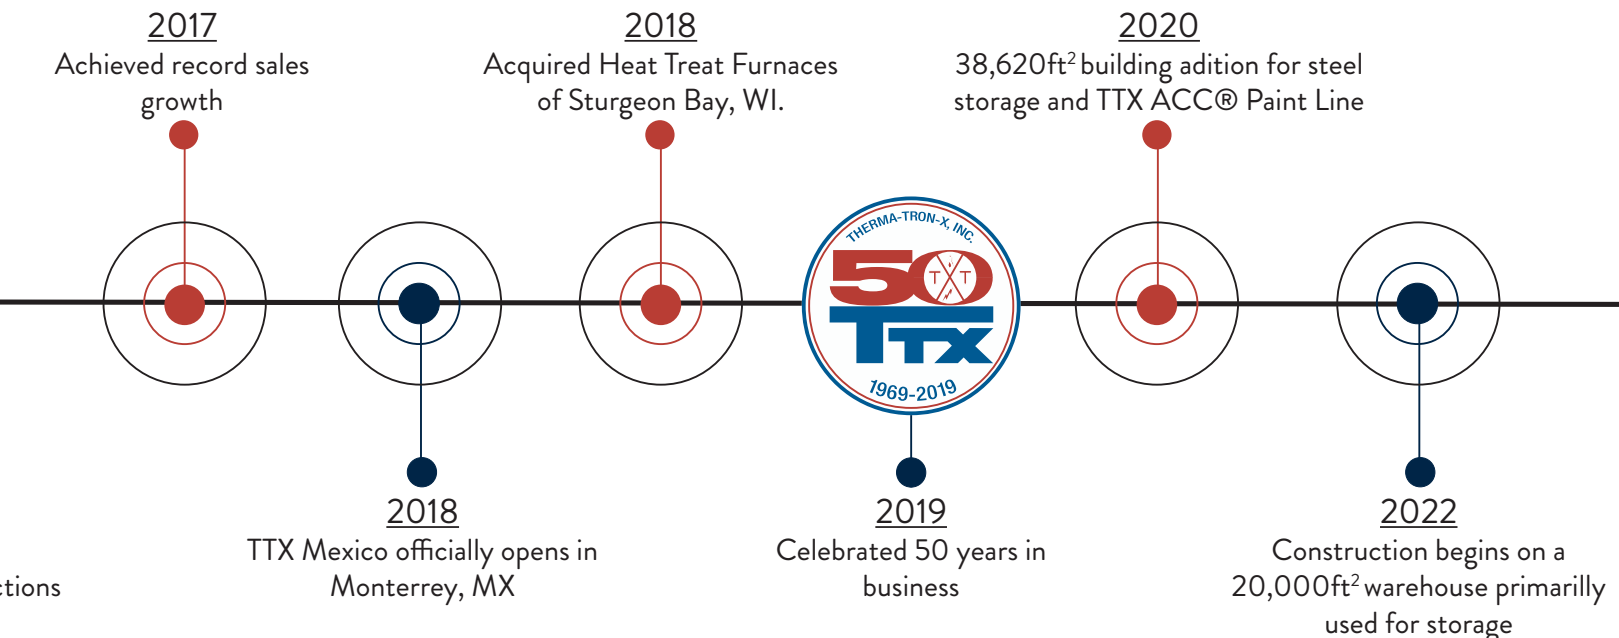 2017
Achieved record sales
growth
2018
Acquired Heat Treat Furnaces
of Sturgeon Bay, WI.
2020
38,620ft² building adition for steel
storage and TTX ACC® Paint Line
THERMA-TRON-X, INC.
50
T X T
TTX
1969-2019
ctions
2018
TTX Mexico officially opens in
Monterrey, MX
2019
Celebrated 50 years in
business
2022
Construction begins on a
20,000ft² warehouse primarilly
used for storage